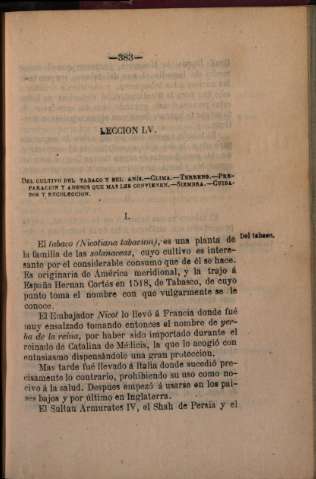 —383—
LECCION LV.
DEL CULTIVO DEL TABACO Y DEL ANÍS.—CLIMA.—TERRENO.—PRE-
PARACION Y ABONOS QUE MAS LES CONVIENEN.—SIEMBRA.—CUIDA-
DOS Y RECOLECCION.
I.
Del tabaco.
El tabaco (Nicotiana tabacum), es una planta de
la familia de las solanaceas, cuyo cultivo es intere-
sante por el considerable consumo que de él se hace.
Es originaria de América meridional, y la trajo á
España Hernan Cortés en 1518, de Tabasco, de cuyo
punto toma el nombre con que vulgarmente se le
conoce.
El Embajador Nicot lo llevó á Francia donde fué
muy ensalzado tomando entonces el nombre de yer-
ba de la reina, por haber sido importado durante el
reinado de Catalina de Médicis, la que lo acogió con
entusiasmo dispensándole una gran proteccion.
Mas tarde fué llevado á Italia donde sucedió pre-
cisamente lo contrario, prohibiendo su uso como no-
civo á la salud. Despues empezó á usarse en los pai-
ses bajos y por último en Inglaterra.
El Sultan Armurates IV, el Shah de Persia y el